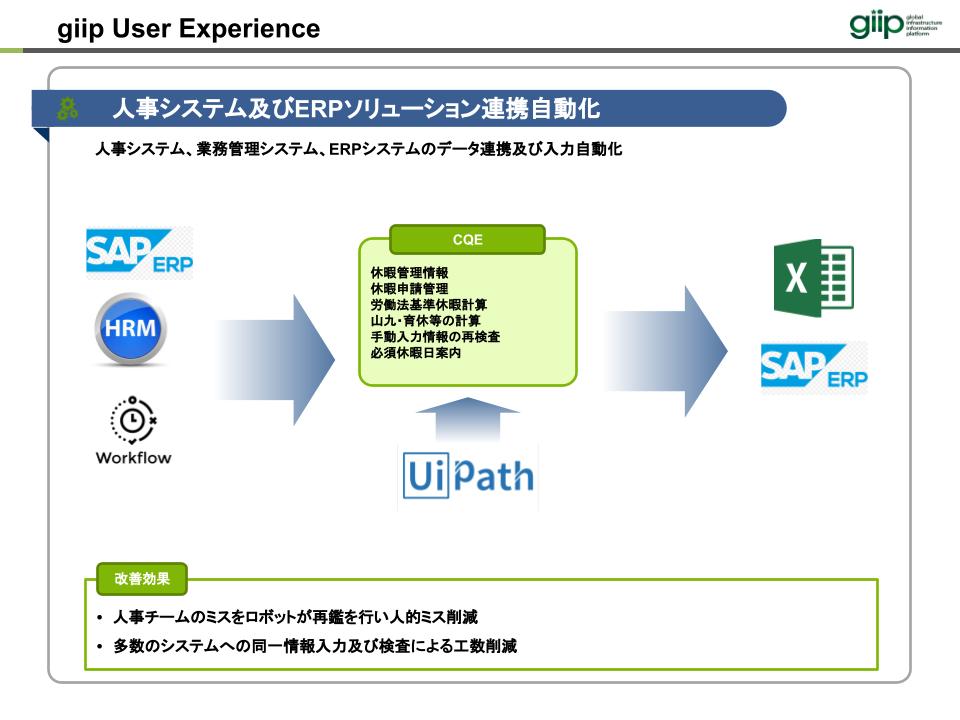 giip User Experience
giip global infrastructure information platform
人事システム及びERPソリューション連携自動化
人事システム、業務管理システム、ERPシステムのデータ連携及び入力自動化
SAP ERP
HRM
Workflow
CQE
休暇管理情報
休暇申請管理
労働法基準休暇計算
山九・育休等の計算
手動入力情報の再検査
必須休暇日案内
UiPath
X
SAP ERP
改善効果
• 人事チームのミスをロボットが再鑑を行い人的ミス削減
• 多数のシステムへの同一情報入力及び検査による工数削減